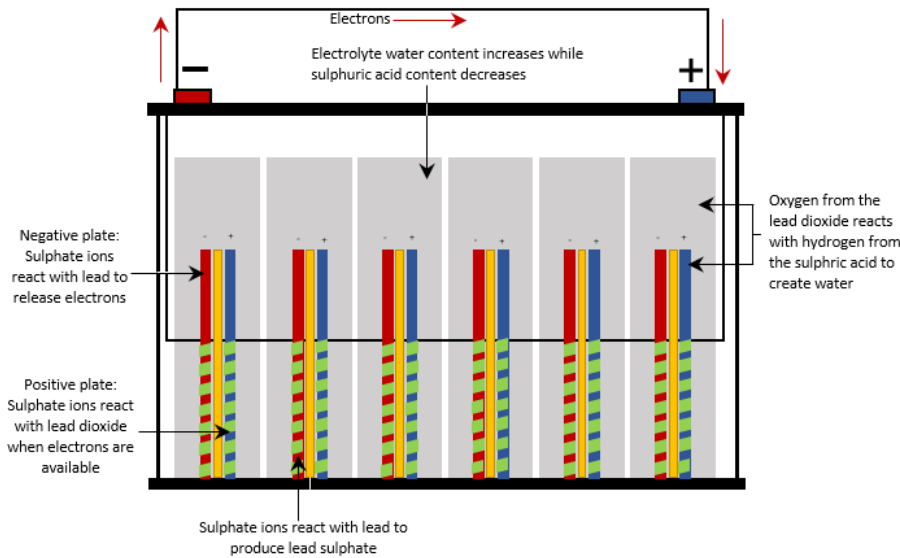 Electrons
− +
Electrolyte water content increases while
sulphuric acid content decreases
Oxygen from the
lead dioxide reacts
with hydrogen from
the sulphric acid to
create water
- + - + - + - + - + - +
Negative plate:
Sulphate ions
react with lead to
release electrons
Positive plate:
Sulphate ions react
with lead dioxide
when electrons are
available
Sulphate ions react with lead to
produce lead sulphate